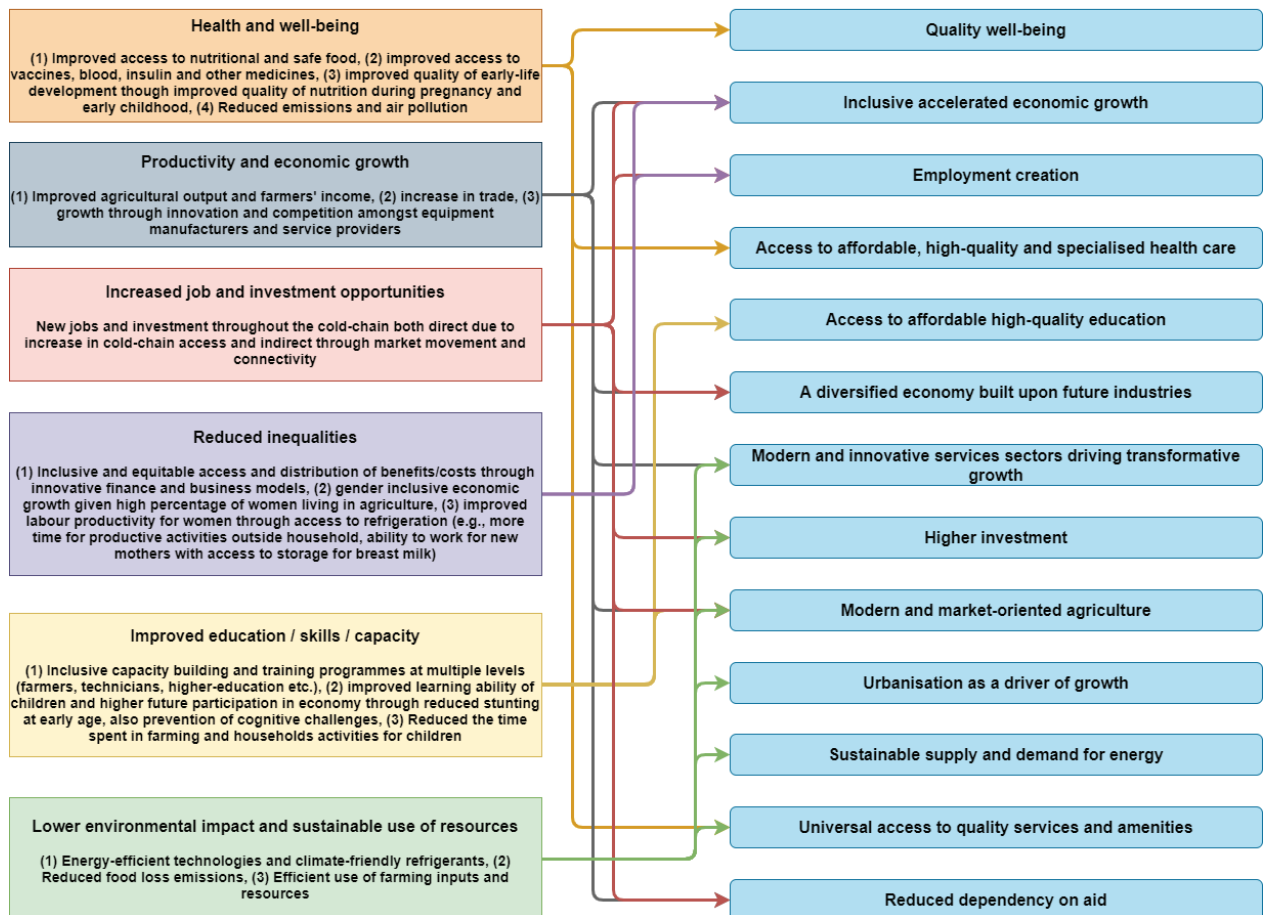 Health and well-being
(1) Improved access to nutritional and safe food, (2) improved access to
vaccines, blood, insulin and other medicines, (3) improved quality of early-life
development though improved quality of nutrition during pregnancy and
early childhood, (4) Reduced emissions and air pollution
Productivity and economic growth
(1) Improved agricultural output and farmers' income, (2) increase in trade, (3)
growth through innovation and competition amongst equipment
manufacturers and service providers
Increased job and investment opportunities
New jobs and investment throughout the cold-chain both direct due to
increase in cold-chain access and indirect through market movement and
connectivity
Reduced inequalities
(1) Inclusive and equitable access and distribution of benefits/costs through
innovative finance and business models, (2) gender inclusive economic
growth given high percentage of women living in agriculture, (3) improved
labour productivity for women through access to refrigeration (e.g., more
time for productive activities outside household, ability to work for new
mothers with access to storage for breast milk)
Improved education / skills / capacity
(1) Inclusive capacity building and training programmes at multiple levels
(farmers, technicians, higher-education etc.), (2) improved learning ability of
children and higher future participation in economy through reduced stunting
at early age, also prevention of cognitive challenges, (3) Reduced the time
spent in farming and households activities for children
Lower environmental impact and sustainable use of resources
(1) Energy-efficient technologies and climate-friendly refrigerants, (2)
Reduced food loss emissions, (3) Efficient use of farming inputs and
resources
Quality well-being
Inclusive accelerated economic growth
Employment creation
Access to affordable, high-quality and specialised health care
Access to affordable high-quality education
A diversified economy built upon future industries
Modern and innovative services sectors driving transformative
growth
Higher investment
Modern and market-oriented agriculture
Urbanisation as a driver of growth
Sustainable supply and demand for energy
Universal access to quality services and amenities
Reduced dependency on aid